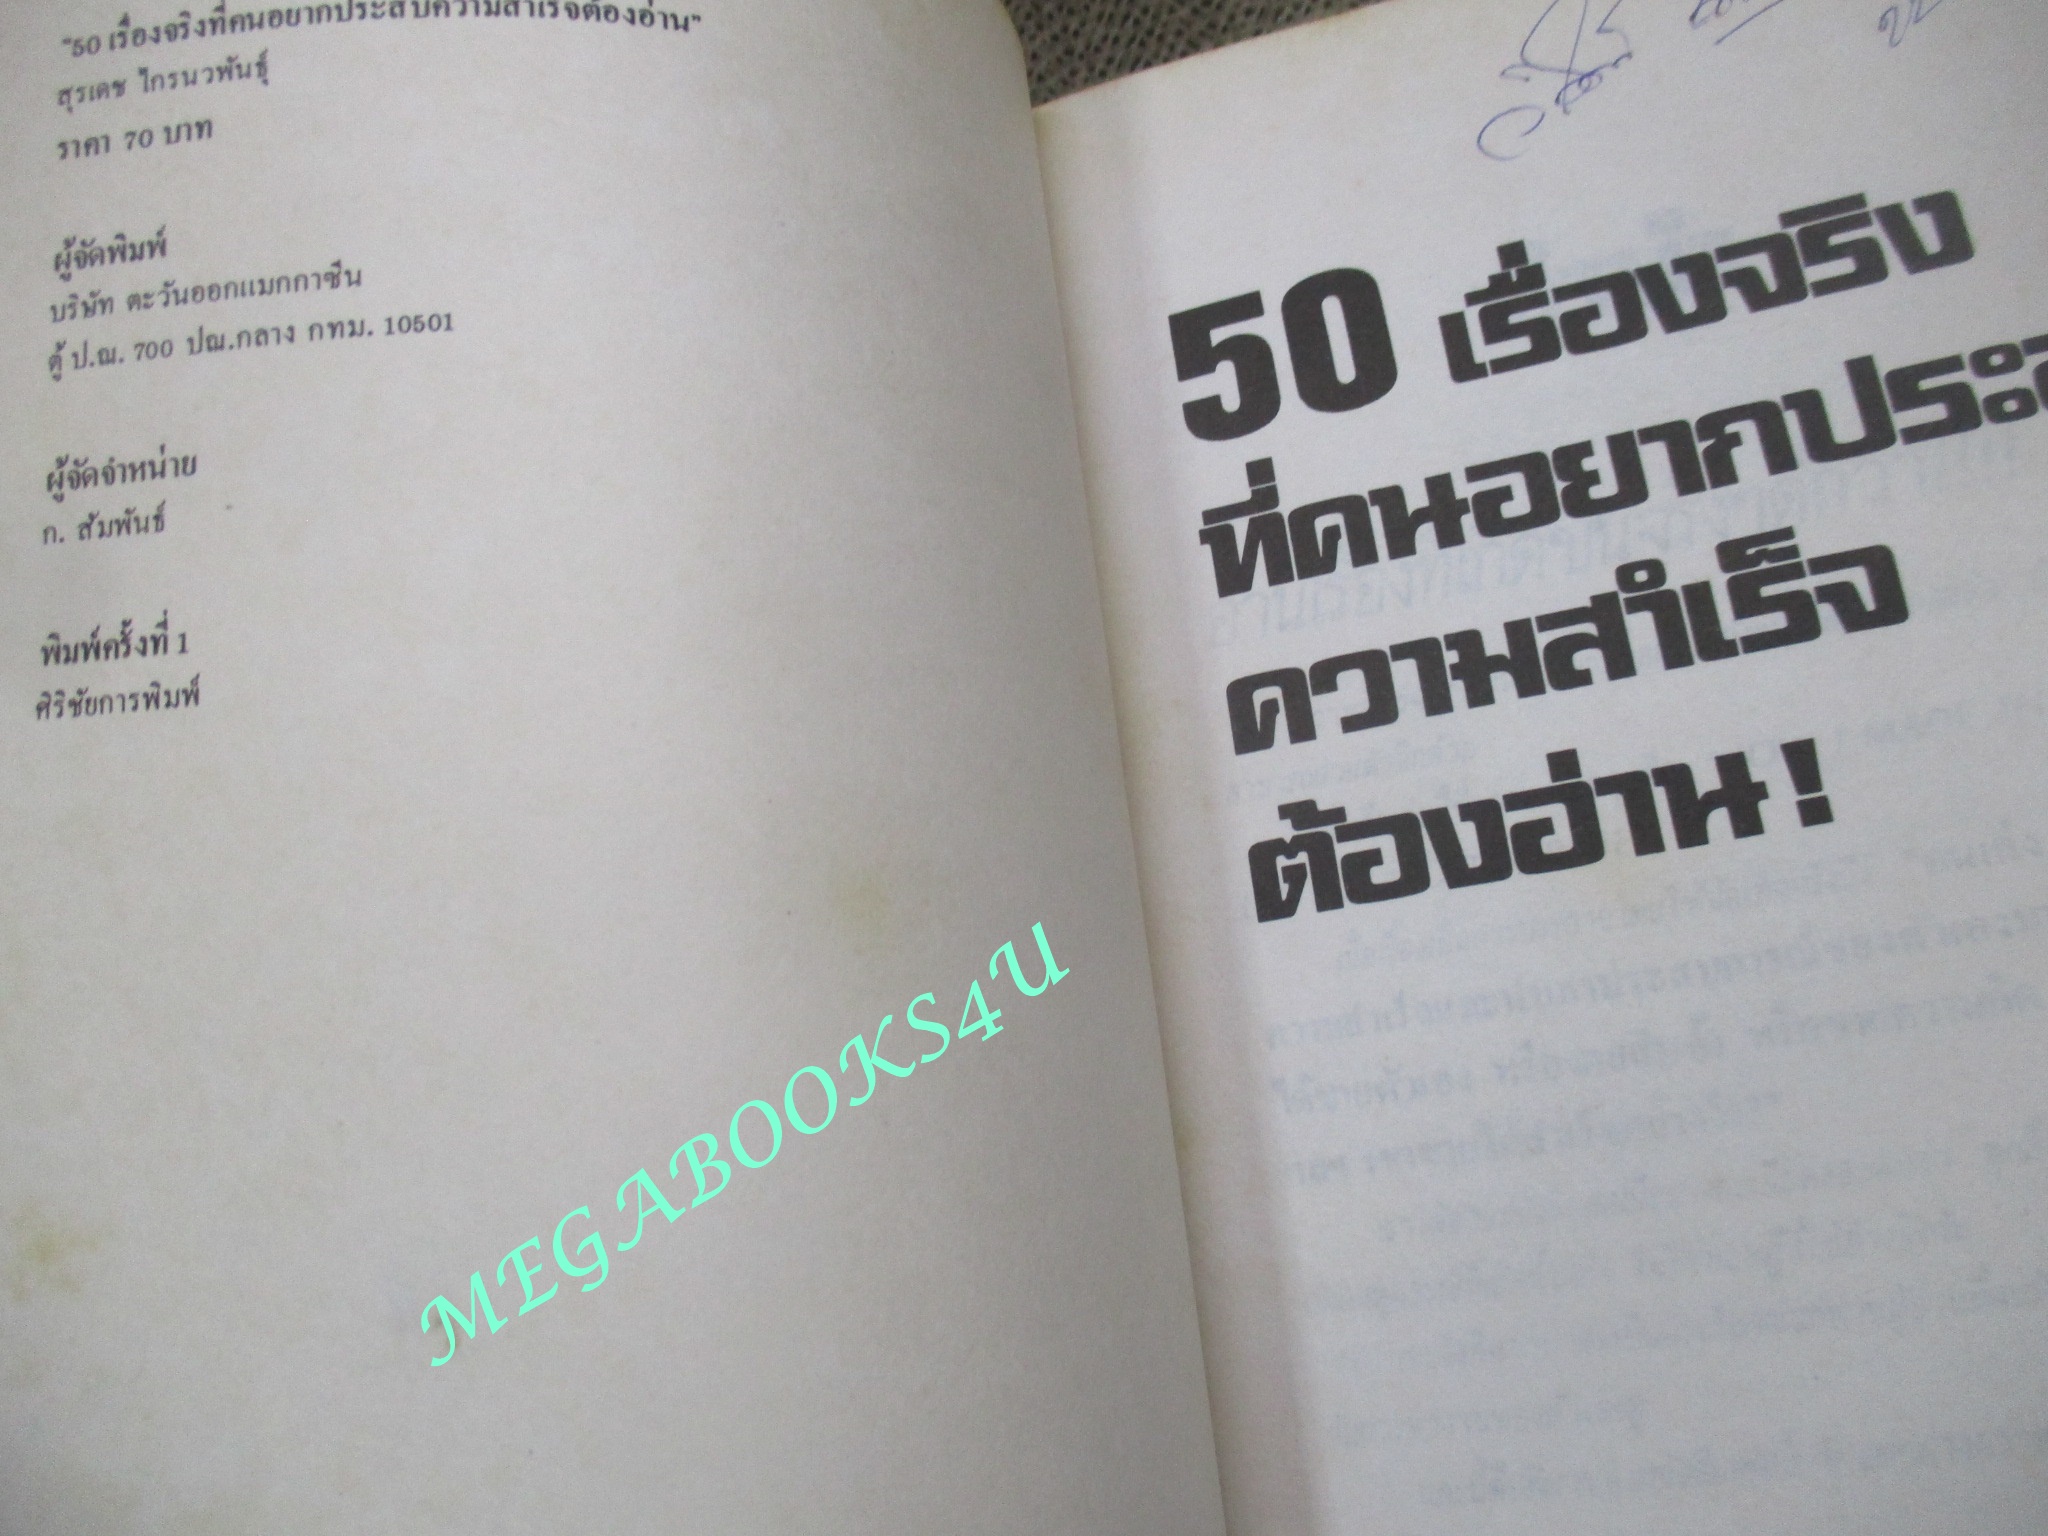 "50 เรื่องจริงที่คนอยากประสบความสำเร็จต้องอ่าน"
สุรเดช ไกรนวพันธุ์
ราคา 70 บาท
ผู้จัดพิมพ์
บริษัท ตะวันออกแมกกาซีน
ตู้ ป.ณ. 700 ปณ.กลาง กทม. 10501
ผู้จัดจำหน่าย
ก. สัมพันธ์
พิมพ์ครั้งที่ 1
ศิริชัยการพิมพ์
MEGABOOKS4U
50 เรื่องจริง
ที่คนอยากประส
ความสำเร็จ
ต้องอ่าน!